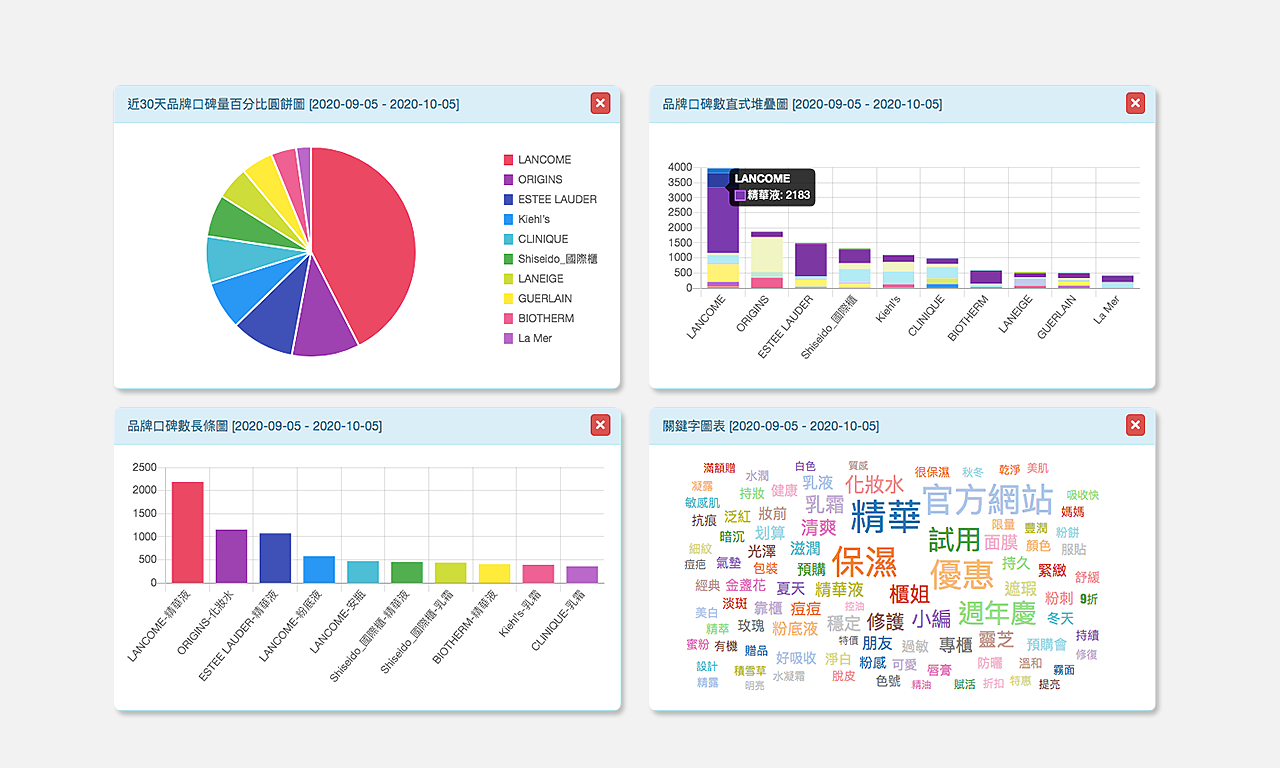 近30天品牌口碑量百分比圓餅圖 [2020-09-05 - 2020-10-05]
LANCOME
ORIGINS
ESTEE LAUDER
Kiehl's
CLINIQUE
Shiseido_國際櫃
LANEIGE
GUERLAIN
BIOTHERM
La Mer
品牌口碑數直式堆疊圖 [2020-09-05 - 2020-10-05]
4000
3500
3000
2500
2000
1500
1000
500
0
LANCOME
精華液: 2183
LANCOME
ORIGINS
ESTEE LAUDER
Shiseido_國際櫃
Kiehl's
CLINIQUE
BIOTHERM
LANEIGE
GUERLAIN
La Mer
品牌口碑數長條圖 [2020-09-05 - 2020-10-05]
2500
2000
1500
1000
500
0
LANCOME-精華液
ORIGINS-化妝水
ESTEE LAUDER-精華液
LANCOME-粉底液
LANCOME-安瓶
Shiseido_國際櫃-精華液
Shiseido_國際櫃-乳霜
BIOTHERM-精華液
Kiehl's-乳霜
CLINIQUE-乳霜
關鍵字圖表 [2020-09-05 - 2020-10-05]
滿額贈
水潤
白色
質感
很保濕
秋冬
乾淨
美肌
凝露
持妝
健康
乳液
化妝水
官方網站
吸收快
敏感肌
乳霜
精華
媽媽
抗痕
泛紅
妝前
清爽
限量
豐潤
粉餅
暗沉
划算
試用
面膜
顏色
服貼
細紋
光澤
滋潤
保濕
持久
緊緻
痘疤
氣墊
包裝
預購
優惠
舒緩
經典
金盞花
夏天
精華液
櫃姐
遮瑕
粉刺
9折
美白
淡斑
靠櫃
痘痘
控油
修護
小編
週年慶
冬天
精萃
玫瑰
粉底液
穩定
蜜粉
有機
贈品
特價
朋友
過敏
專櫃
靈芝
預購會
持續
修復
設計
積雪草
好吸收
淨白
粉感
可愛
唇膏
防曬
溫和
霧面
精露
明亮
水凝霜
脫皮
色號
精油
賦活
折扣
特惠
提亮